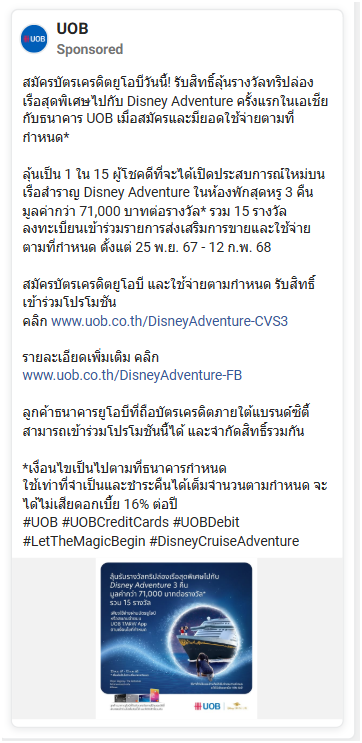 UOB
Sponsored
สมัครบัตรเครดิตยูโอบีวันนี้! รับสิทธิ์ลุ้นรางวัลทริปล่อง
เรือสุดพิเศษไปกับ Disney Adventure ครั้งแรกในเอเชีย
กับธนาคาร UOB เมื่อสมัครและมียอดใช้จ่ายตามที่
กำหนด*
ลุ้นเป็น 1 ใน 15 ผู้โชคดีที่จะได้เปิดประสบการณ์ใหม่บน
เรือสำราญ Disney Adventure ในห้องพักสุดหรู 3 คืน
มูลค่ากว่า 71,000 บาทต่อรางวัล* รวม 15 รางวัล
ลงทะเบียนเข้าร่วมรายการส่งเสริมการขายและใช้จ่าย
ตามที่กำหนด ตั้งแต่ 25 พ.ย. 67 - 12 ก.พ. 68
สมัครบัตรเครดิตยูโอบี และใช้จ่ายตามกำหนด รับสิทธิ์
เข้าร่วมโปรโมชัน
คลิก www.uob.co.th/DisneyAdventure-CVS3
รายละเอียดเพิ่มเติม คลิก
www.uob.co.th/DisneyAdventure-FB
ลูกค้าธนาคารยูโอบีที่ถือบัตรเครดิตภายใต้แบรนด์ซิตี้
สามารถเข้าร่วมโปรโมชันนี้ได้ และจำกัดสิทธิ์รวมกัน
*เงื่อนไขเป็นไปตามที่ธนาคารกำหนด
ใช้เท่าที่จำเป็นและชำระคืนได้เต็มจำนวนตามกำหนด จะ
ได้ไม่เสียดอกเบี้ย 16% ต่อปี
#UOB #UOBCreditCards #UOBDebit
#LetTheMagicBegin #DisneyCruiseAdventure
ลุ้นรับรางวัลทริปล่องเรือสุดพิเศษไปกับ
Disney Adventure 3 คืน
มูลค่ากว่า 71,000 บาทต่อรางวัล*
รวม 15 รางวัล
UOB TMRW App
UOB